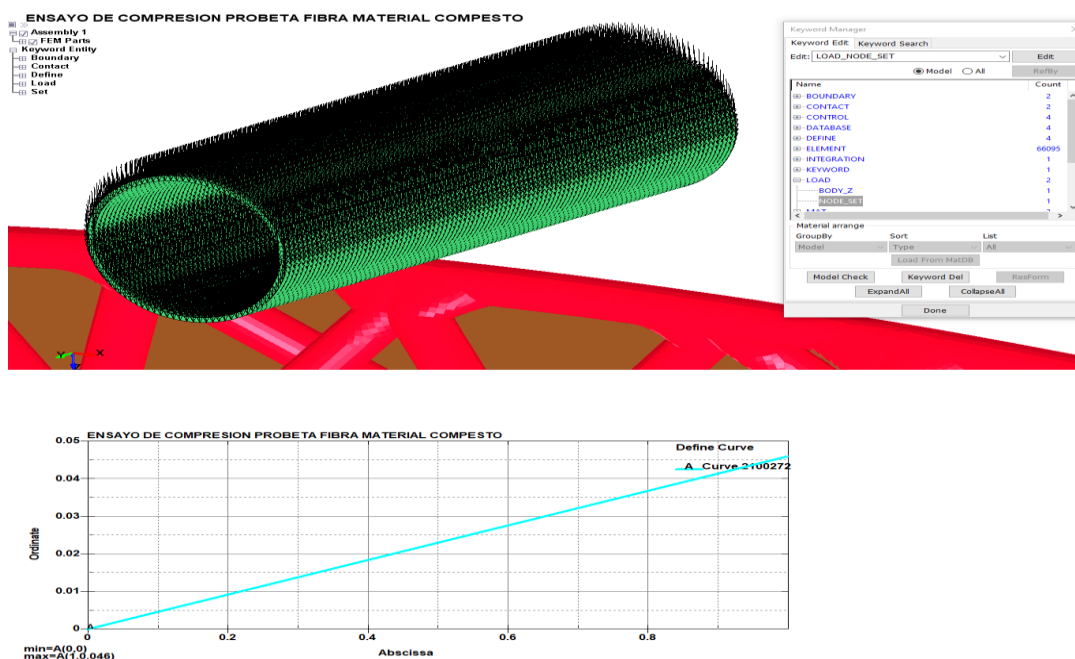 ENSAYO DE COMPRESION PROBETA FIBRA MATERIAL COMPESTO
Assembly 1
FEM Parts
Keyword Entity
Boundary
Contact
Define
Load
Set
Y X
Keyword Manager
Keyword Edit Keyword Search
Edit: LOAD_NODE_SET Edit
Model All RefBy
Name Count
BOUNDARY 2
CONTACT 2
CONTROL 4
DATABASE 4
DEFINE 4
ELEMENT 66095
INTEGRATION 1
KEYWORD 1
LOAD 2
BODY_Z 1
NODE_SET 1
Material arrange
GroupBy Sort List
Model Type All
Load From MatDB
Model Check Keyword Del ResForm
ExpandAll CollapseAll
Done
ENSAYO DE COMPRESION PROBETA FIBRA MATERIAL COMPESTO
Define Curve
A Curve 2100272
0.05
0.04
0.03
0.02
0.01
0
Ordinate
A
0 0.2 0.4 0.6 0.8
min=A(0,0)
max=A(1,0.046)
Abscissa